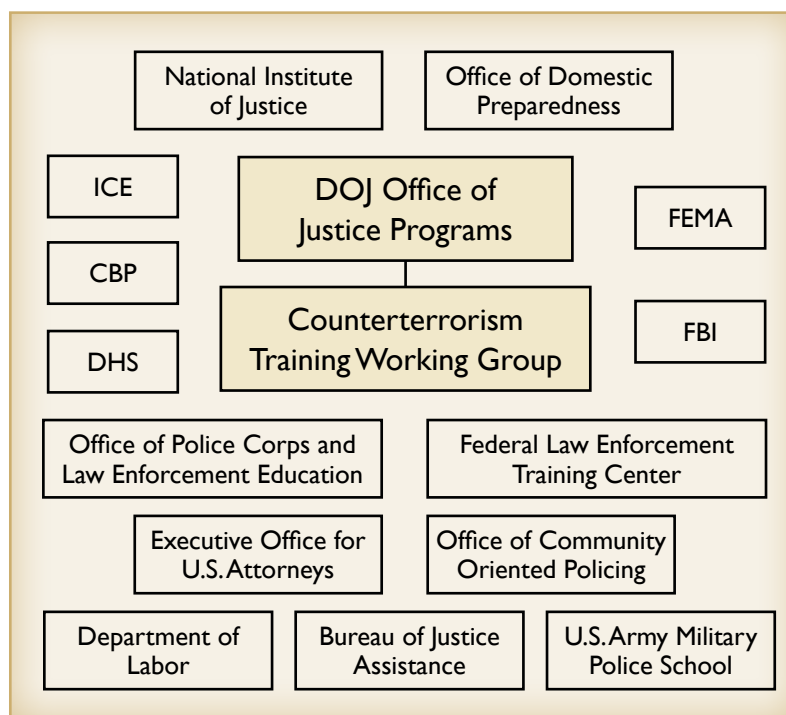 National Institute
of Justice
Office of Domestic
Preparedness
ICE
CBP
DHS
DOJ Office of
Justice Programs
Counterterrorism
Training Working Group
FEMA
FBI
Office of Police Corps and
Law Enforcement Education
Federal Law Enforcement
Training Center
Executive Office for
U.S. Attorneys
Office of Community
Oriented Policing
Department of
Labor
Bureau of Justice
Assistance
U.S. Army Military
Police School